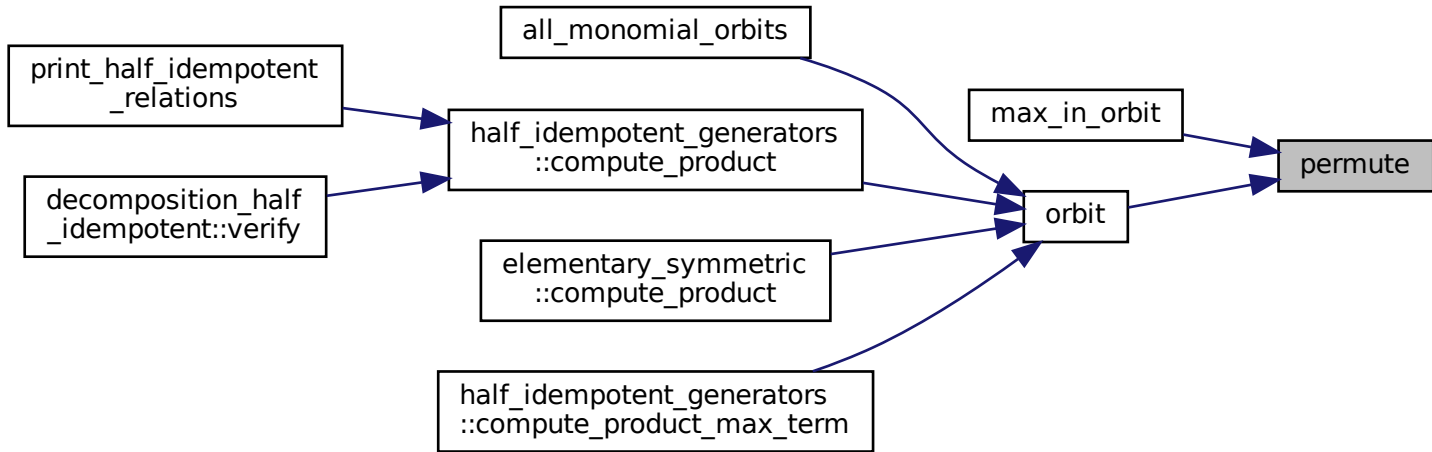 print_half_idempotent
_relations
decomposition_half
_idempotent::verify
all_monomial_orbits
half_idempotent_generators
::compute_product
elementary_symmetric
::compute_product
half_idempotent_generators
::compute_product_max_term
max_in_orbit
orbit
permute